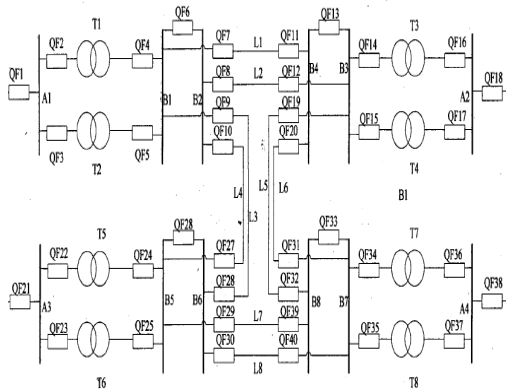 QF6
QF13
T1
T3
QF2
QF4
QF7
L1
QF11
QF14
QF16
QF1
QF8
L2
QF12
QF18
A1
B1
B2
B4
B3
A2
QF9
QF19
QF10
QF20
QF15
QF17
QF3
QF5
T2
T4
L4
L3
L5
L6
B1
T5
QF28
QF33
T7
QF22
QF24
QF27
QF31
QF34
QF36
QF21
QF28
QF32
QF38
A3
B5
B6
B8
B7
A4
QF23
QF25
QF29
L7
QF39
QF35
QF37
QF30
QF40
T6
L8
T8